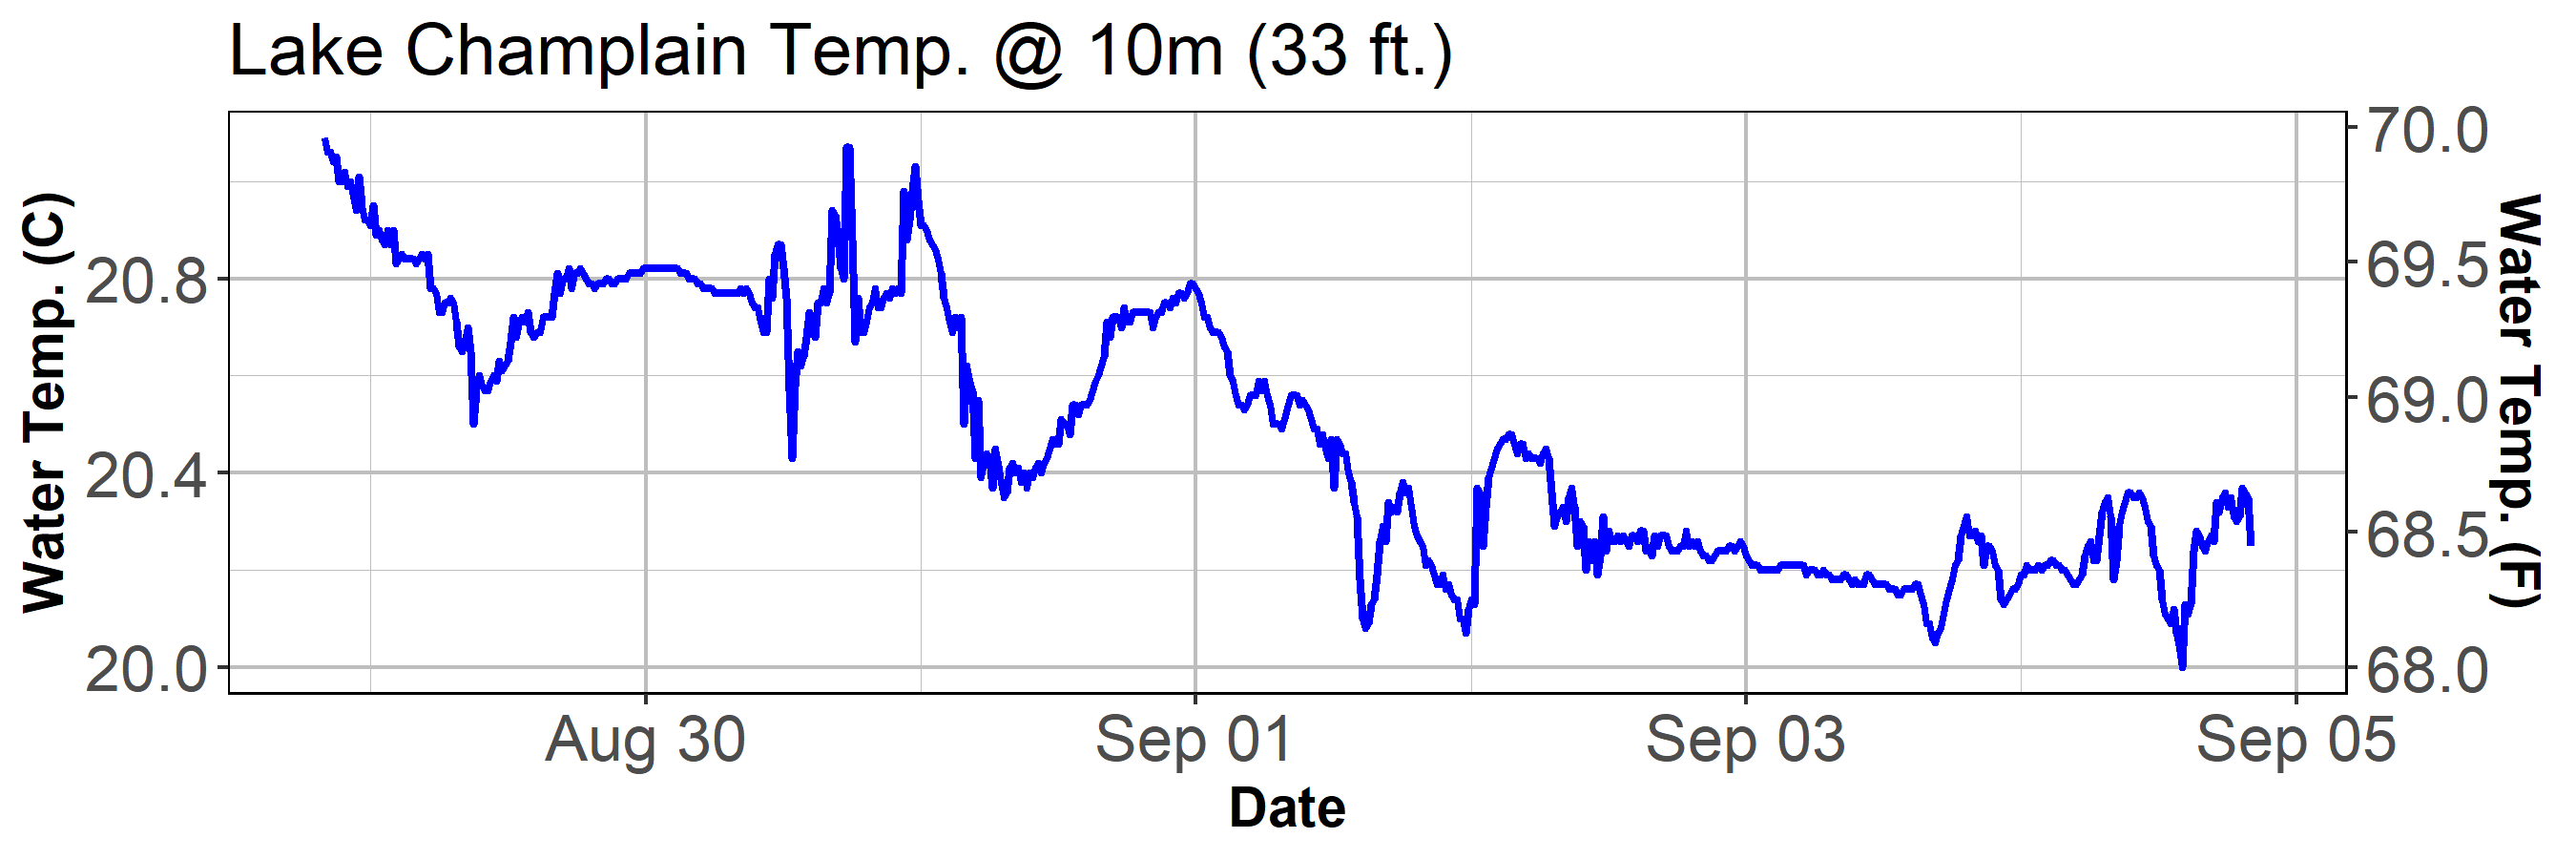 Lake Champlain Temp. @ 10m (33 ft.)
Water Temp. (C)
20.8
20.4
20.0
70.0
69.5
69.0
68.5
68.0
Water Temp. (F)
Aug 30 Sep 01 Sep 03 Sep 05
Date